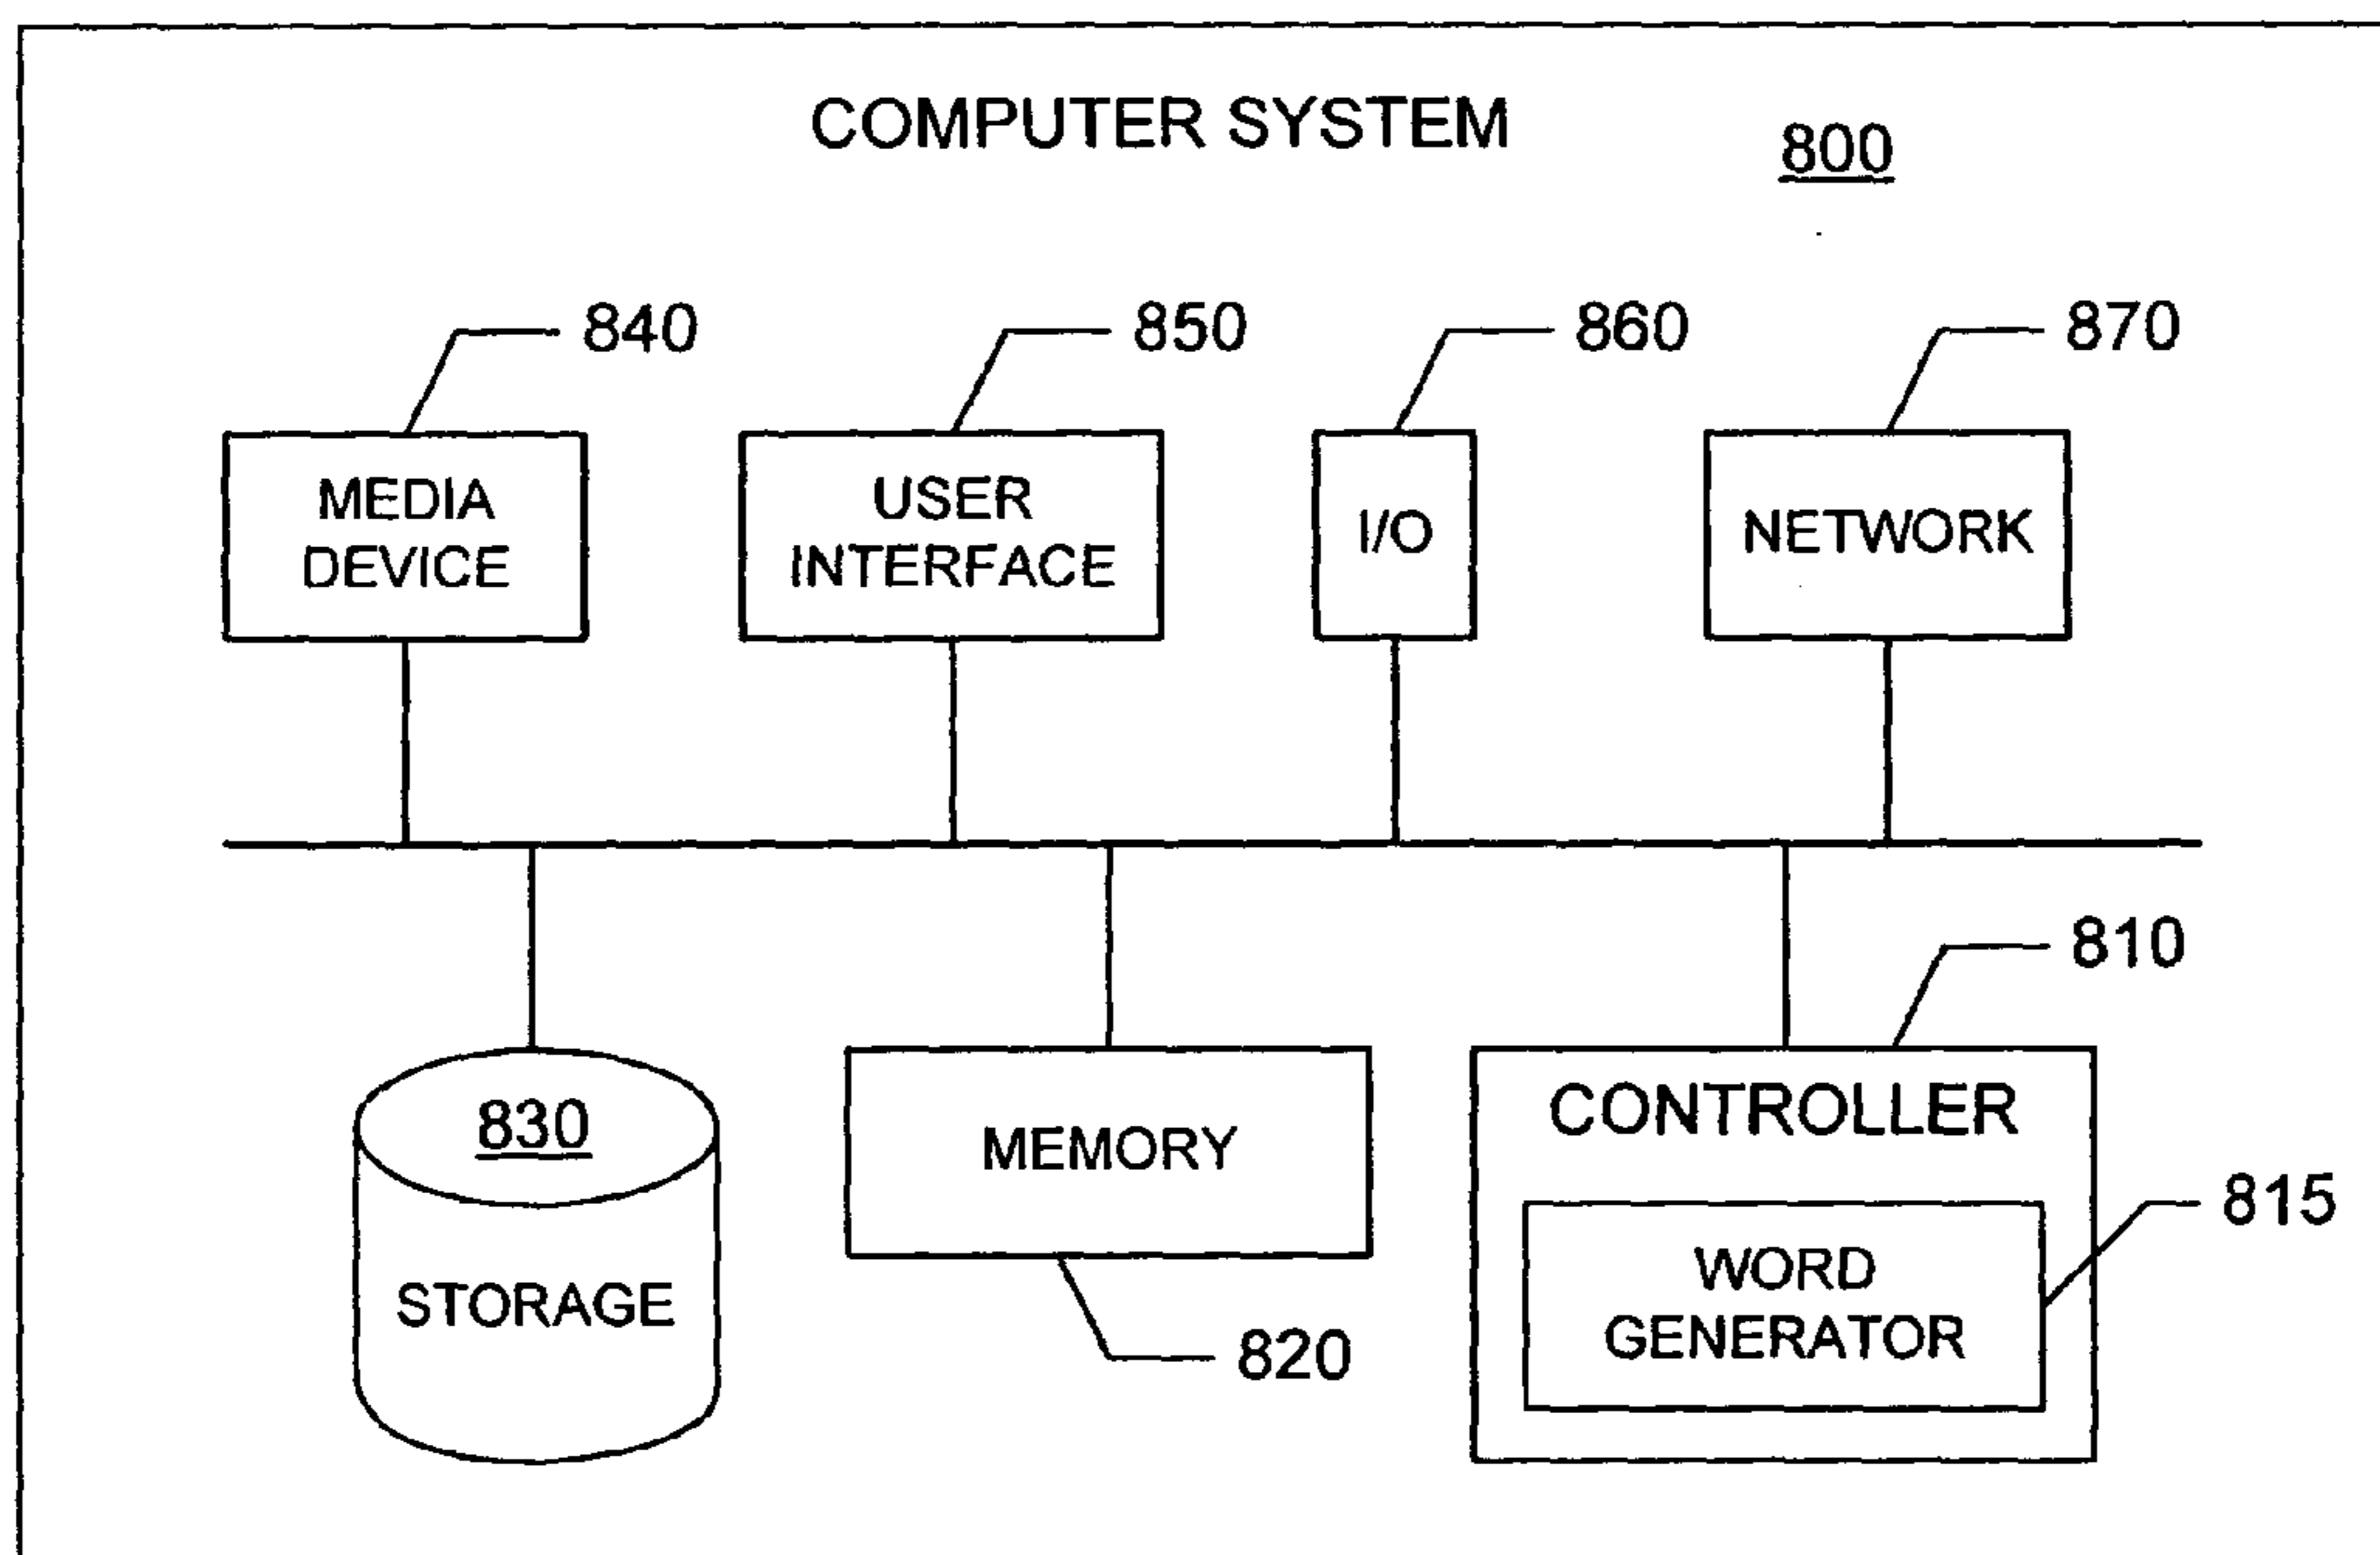 COMPUTER SYSTEM
800
840
850
860
870
MEDIA
DEVICE
USER
INTERFACE
I/O
NETWORK
810
830
STORAGE
MEMORY
820
CONTROLLER
815
WORD
GENERATOR